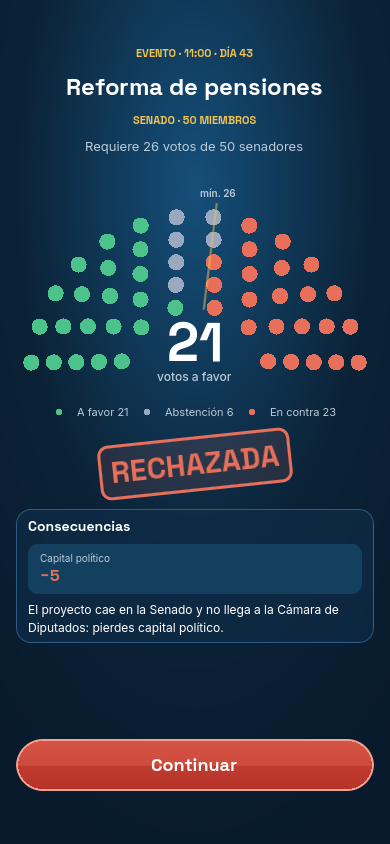 EVENTO · 11:00 · DÍA 43
Reforma de pensiones
SENADO · 50 MIEMBROS
Requiere 26 votos de 50 senadores
mín. 26
21
votos a favor
A favor 21 Abstención 6 En contra 23
RECHAZADA
Consecuencias
Capital político
-5
El proyecto cae en la Senado y no llega a la Cámara de
Diputados: pierdes capital político.
Continuar